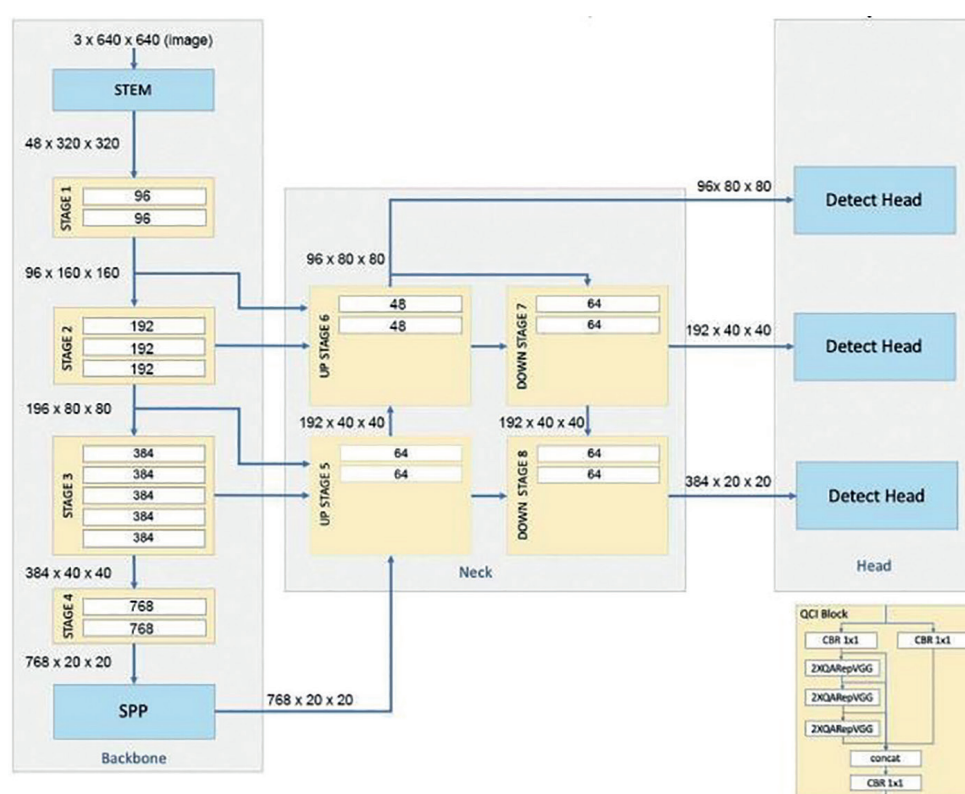 3 x 640 x 640 (image)
STEM
48 x 320 x 320
STAGE 1
96
96
96 x 160 x 160
STAGE 2
192
192
192
196 x 80 x 80
STAGE 3
384
384
384
384
384
384 x 40 x 40
STAGE 4
768
768
768 x 20 x 20
SPP
Backbone
768 x 20 x 20
96 x 80 x 80
UP STAGE 6
48
48
192 x 40 x 40
UP STAGE 5
64
64
DOWN STAGE 7
64
64
192 x 40 x 40
DOWN STAGE 8
64
64
Neck
96x 80 x 80
Detect Head
192 x 40 x 40
Detect Head
384 x 20 x 20
Detect Head
Head
QCI Block
CBR 1x1
CBR 1x1
2XQARepVGG
2XQARepVGG
2XQARepVGG
concat
CBR 1x1